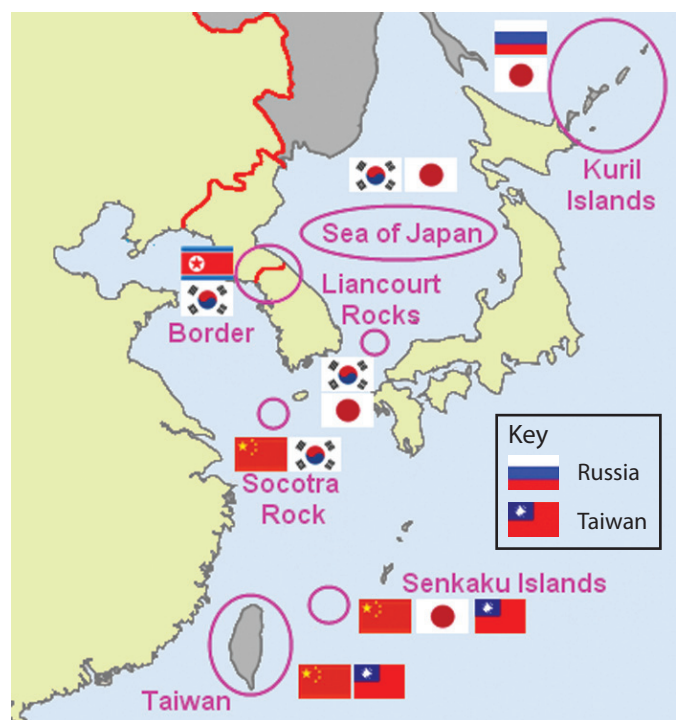 Kuril
Islands
Sea of Japan
Liancourt
Rocks
Border
Key
Russia
Taiwan
Socotra
Rock
Senkaku Islands
Taiwan